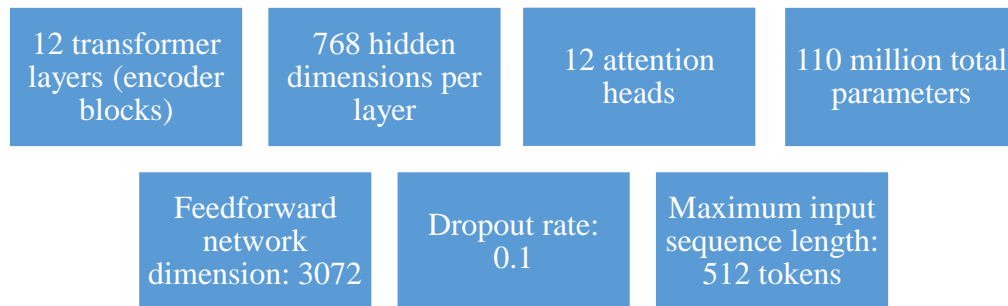 12 transformer
layers (encoder
blocks)
768 hidden
dimensions per
layer
12 attention
heads
110 million total
parameters
Feedforward
network
dimension: 3072
Dropout rate:
0.1
Maximum input
sequence length:
512 tokens